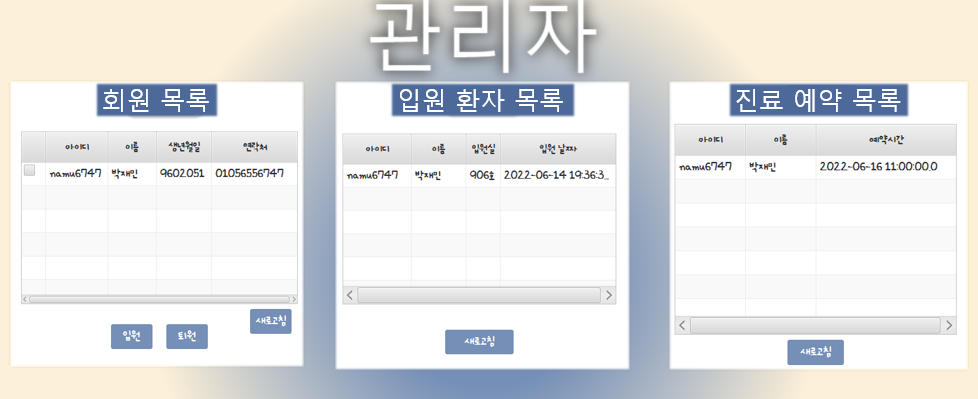 관리자
회원 목록
아이디 이름 생년월일 연락처
namu6747 박재민 9602051 01056556747
입원 퇴원 새로고침
입원 환자 목록
아이디 이름 입원실 입원 날짜
namu6747 박재민 906호 2022-06-14 19:36:3...
새로고침
진료 예약 목록
아이디 이름 예약시간
namu6747 박재민 2022-06-16 11:00:00.0
새로고침